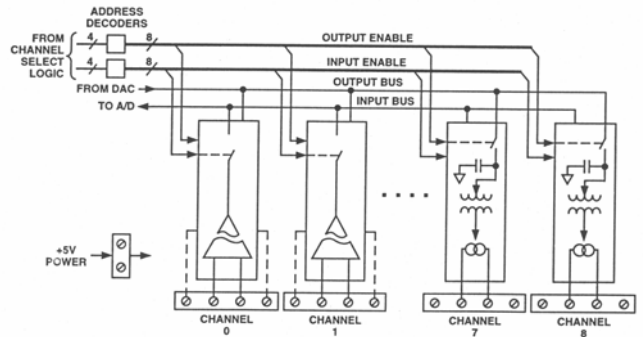 ADDRESS
DECODERS
FROM
CHANNEL
SELECT
LOGIC
4
8
4
8
OUTPUT ENABLE
INPUT ENABLE
OUTPUT BUS
FROM DAC
INPUT BUS
TO A/D
+5V
POWER
CHANNEL
0
CHANNEL
1
CHANNEL
7
CHANNEL
8